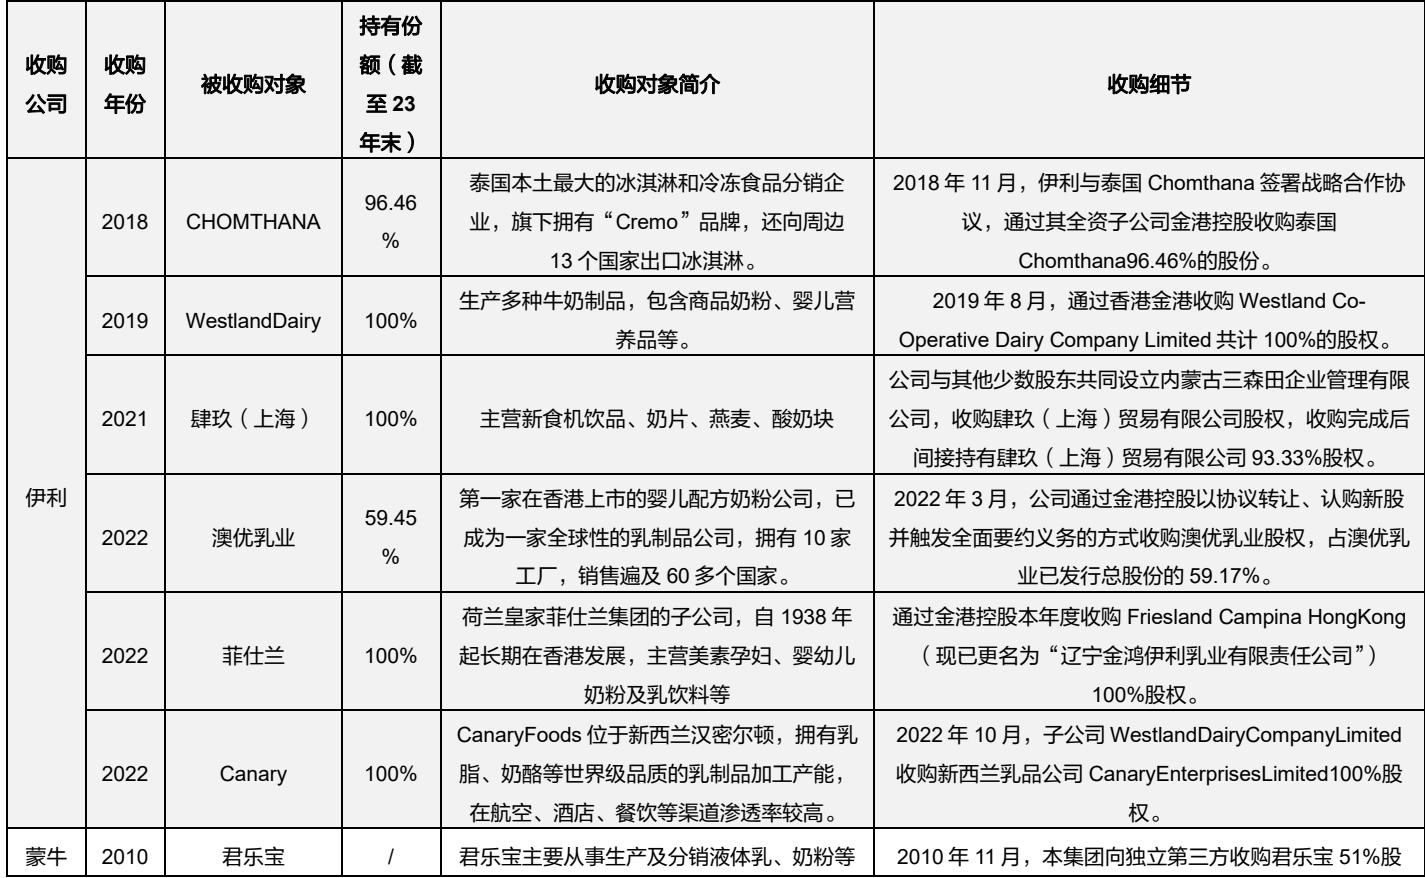 收购
公司
收购
年份
被收购对象
持有份
额（截
至 23
年末）
收购对象简介
收购细节
伊利
2018
CHOMTHANA
96.46
%
泰国本土最大的冰淇淋和冷冻食品分销企
业，旗下拥有“Cremo”品牌，还向周边
13 个国家出口冰淇淋。
2018 年 11 月，伊利与泰国 Chomthana 签署战略合作协
议，通过其全资子公司金港控股收购泰国
Chomthana96.46%的股份。
2019
WestlandDairy
100%
生产多种牛奶制品，包含商品奶粉、婴儿营
养品等。
2019 年 8 月，通过香港金港收购 Westland Co-
Operative Dairy Company Limited 共计 100%的股权。
2021
肆玖（上海）
100%
主营新食机饮品、奶片、燕麦、酸奶块
公司与其他少数股东共同设立内蒙古三森田企业管理有限
公司，收购肆玖（上海）贸易有限公司股权，收购完成后
间接持有肆玖（上海）贸易有限公司 93.33%股权。
2022
澳优乳业
59.45
%
第一家在香港上市的婴儿配方奶粉公司，已
成为一家全球性的乳制品公司，拥有 10 家
工厂，销售遍及 60 多个国家。
2022 年 3 月，公司通过金港控股以协议转让、认购新股
并触发全面要约义务的方式收购澳优乳业股权，占澳优乳
业已发行总股份的 59.17%。
2022
菲仕兰
100%
荷兰皇家菲仕兰集团的子公司，自 1938 年
起长期在香港发展，主营美素孕妇、婴幼儿
奶粉及乳饮料等
通过金港控股本年度收购 Friesland Campina HongKong
（现已更名为“辽宁金鸿伊利乳业有限责任公司”）
100%股权。
2022
Canary
100%
CanaryFoods 位于新西兰汉密尔顿，拥有乳
脂、奶酪等世界级品质的乳制品加工产能，
在航空、酒店、餐饮等渠道渗透率较高。
2022 年 10 月，子公司 WestlandDairyCompanyLimited
收购新西兰乳品公司 CanaryEnterprisesLimited100%股
权。
蒙牛
2010
君乐宝
/
君乐宝主要从事生产及分销液体乳、奶粉等
2010 年 11 月，本集团向独立第三方收购君乐宝 51%股